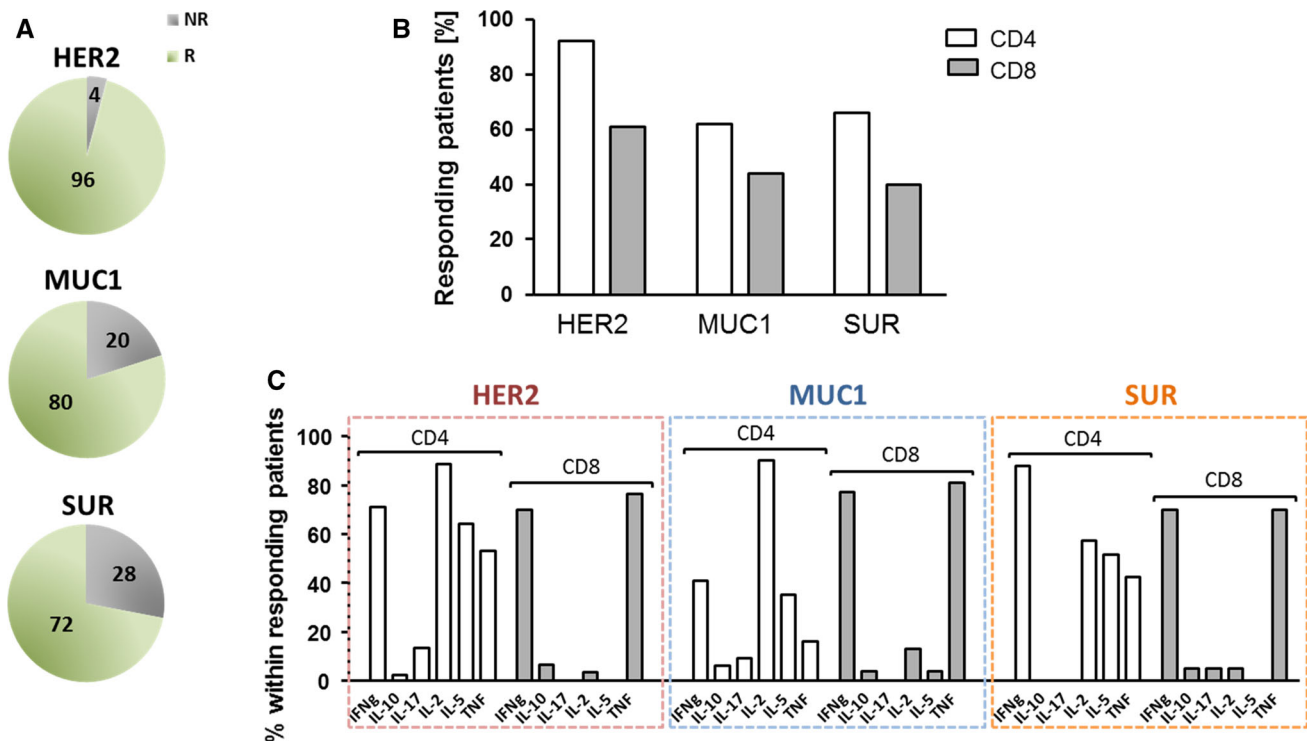 A
NR
R
HER2
4
96
MUC1
20
80
SUR
28
72
B
Responding patients [%]
100
80
60
40
20
0
HER2 MUC1 SUR
CD4
CD8
C
HER2 MUC1 SUR
% within responding patients
100
80
60
40
20
0
CD4 CD8 CD4 CD8 CD4 CD8
IFNg IL-10 IL-17 IL-2 IL-5 TNF IFNg IL-10 IL-17 IL-2 IL-5 TNF
IFNg IL-10 IL-17 IL-2 IL-5 TNF IFNg IL-10 IL-17 IL-2 IL-5 TNF
IFNg IL-10 IL-17 IL-2 IL-5 TNF IFNg IL-10 IL-17 IL-2 IL-5 TNF